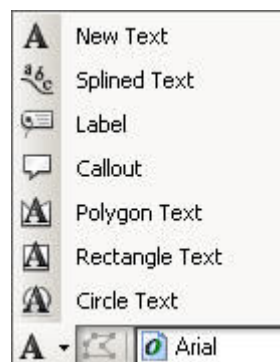 New Text
Splined Text
Label
Callout
Polygon Text
Rectangle Text
Circle Text
Arial